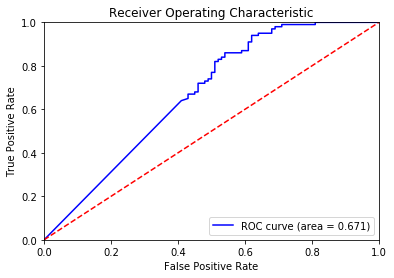 Receiver Operating Characteristic
True Positive Rate
1.0
0.8
0.6
0.4
0.2
0.0
ROC curve (area = 0.671)
0.0 0.2 0.4 0.6 0.8 1.0
False Positive Rate